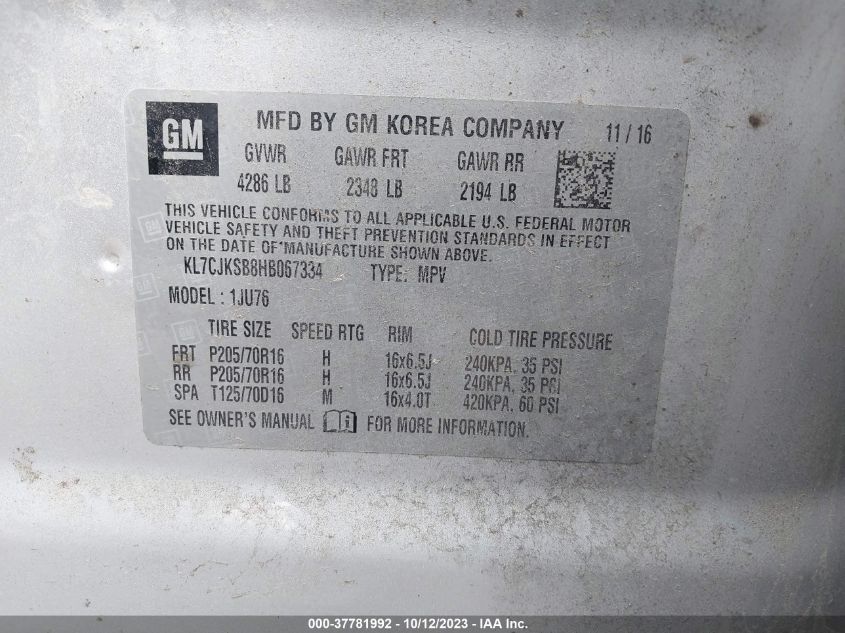 GM MFD BY GM KOREA COMPANY 11 / 16
GVWR GAWR FRT GAWR RR
4286 LB 2348 LB 2194 LB
THIS VEHICLE CONFORMS TO ALL APPLICABLE U.S. FEDERAL MOTOR
VEHICLE SAFETY AND THEFT PREVENTION STANDARDS IN EFFECT
ON THE DATE OF MANUFACTURE SHOWN ABOVE.
KL7CJKSB8HB067334 TYPE: MPV
MODEL : 1JU76
TIRE SIZE SPEED RTG RIM COLD TIRE PRESSURE
FRT P205/70R16 H 16x6.5J 240KPA, 35 PSI
RR P205/70R16 H 16x6.5J 240KPA, 35 PSI
SPA T125/70D16 M 16x4.0T 420KPA, 60 PSI
SEE OWNER'S MANUAL i FOR MORE INFORMATION.
000-37781992 - 10/12/2023 - IAA Inc.